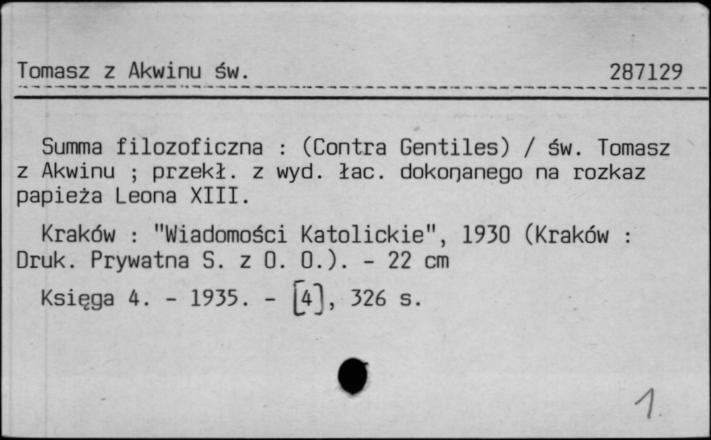 Tomasz z Akwinu św. 287129
Summa filozoficzna : (Contra Gentiles) / św. Tomasz
z Akwinu ; przekł. z wyd. łac. dokonanego na rozkaz
papieża Leona XIII.
Kraków : "Wiadomości Katolickie", 1930 (Kraków :
Druk. Prywatna S. z O. O.). - 22 cm
Księga 4. - 1935. - [4], 326 s.
1.